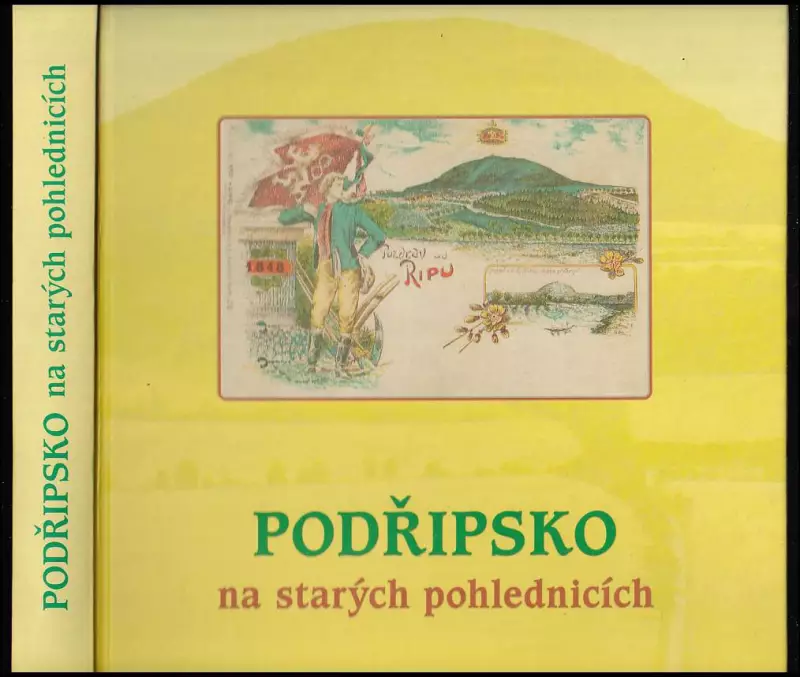 PODŘIPSKO na starých pohlednicích
1848
Pozdrav od
ŘIPU
PODŘIPSKO
na starých pohlednicích